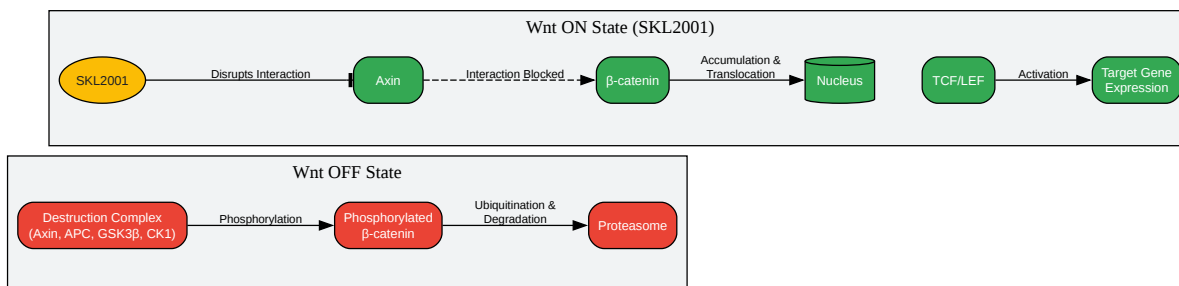 Wnt ON State (SKL2001)
SKL2001
Disrupts Interaction
Axin
Interaction Blocked
β-catenin
Accumulation &
Translocation
Nucleus
TCF/LEF
Activation
Target Gene
Expression
Wnt OFF State
Destruction Complex
(Axin, APC, GSK3β, CK1)
Phosphorylation
Phosphorylated
β-catenin
Ubiquitination &
Degradation
Proteasome